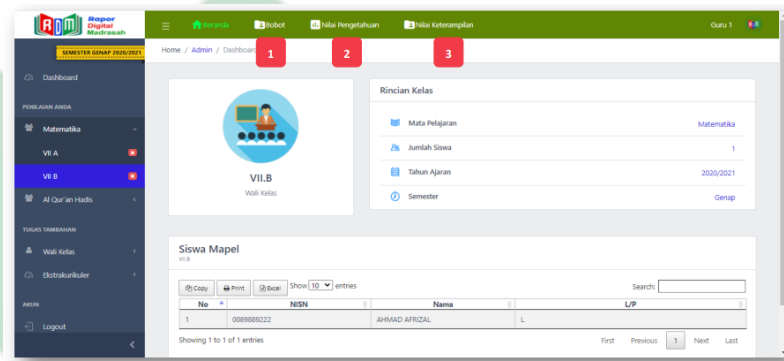 RDM Rapor
Digital
Madrasah
Beranda Bobot Nilai Pengetahuan Nilai Keterampilan Guru 1
1 2 3
SEMESTER GENAP 2020/2021
Home / Admin / Dashboard
Dashboard
PENILAIAN ANDA
Matematika
VII A
VII B
Al Qur'an Hadis
TUGAS TAMBAHAN
Wali Kelas
Ekstrakurikuler
AKUN
Logout
VII.B
Wali Kelas
Rincian Kelas
Mata Pelajaran Matematika
Jumlah Siswa 1
Tahun Ajaran 2020/2021
Semester Genap
Siswa Mapel
VII.B
Copy Print Excel Show 10 entries Search:
No NISN Nama L/P
1 0089889222 AHMAD AFRIZAL L
Showing 1 to 1 of 1 entries First Previous 1 Next Last